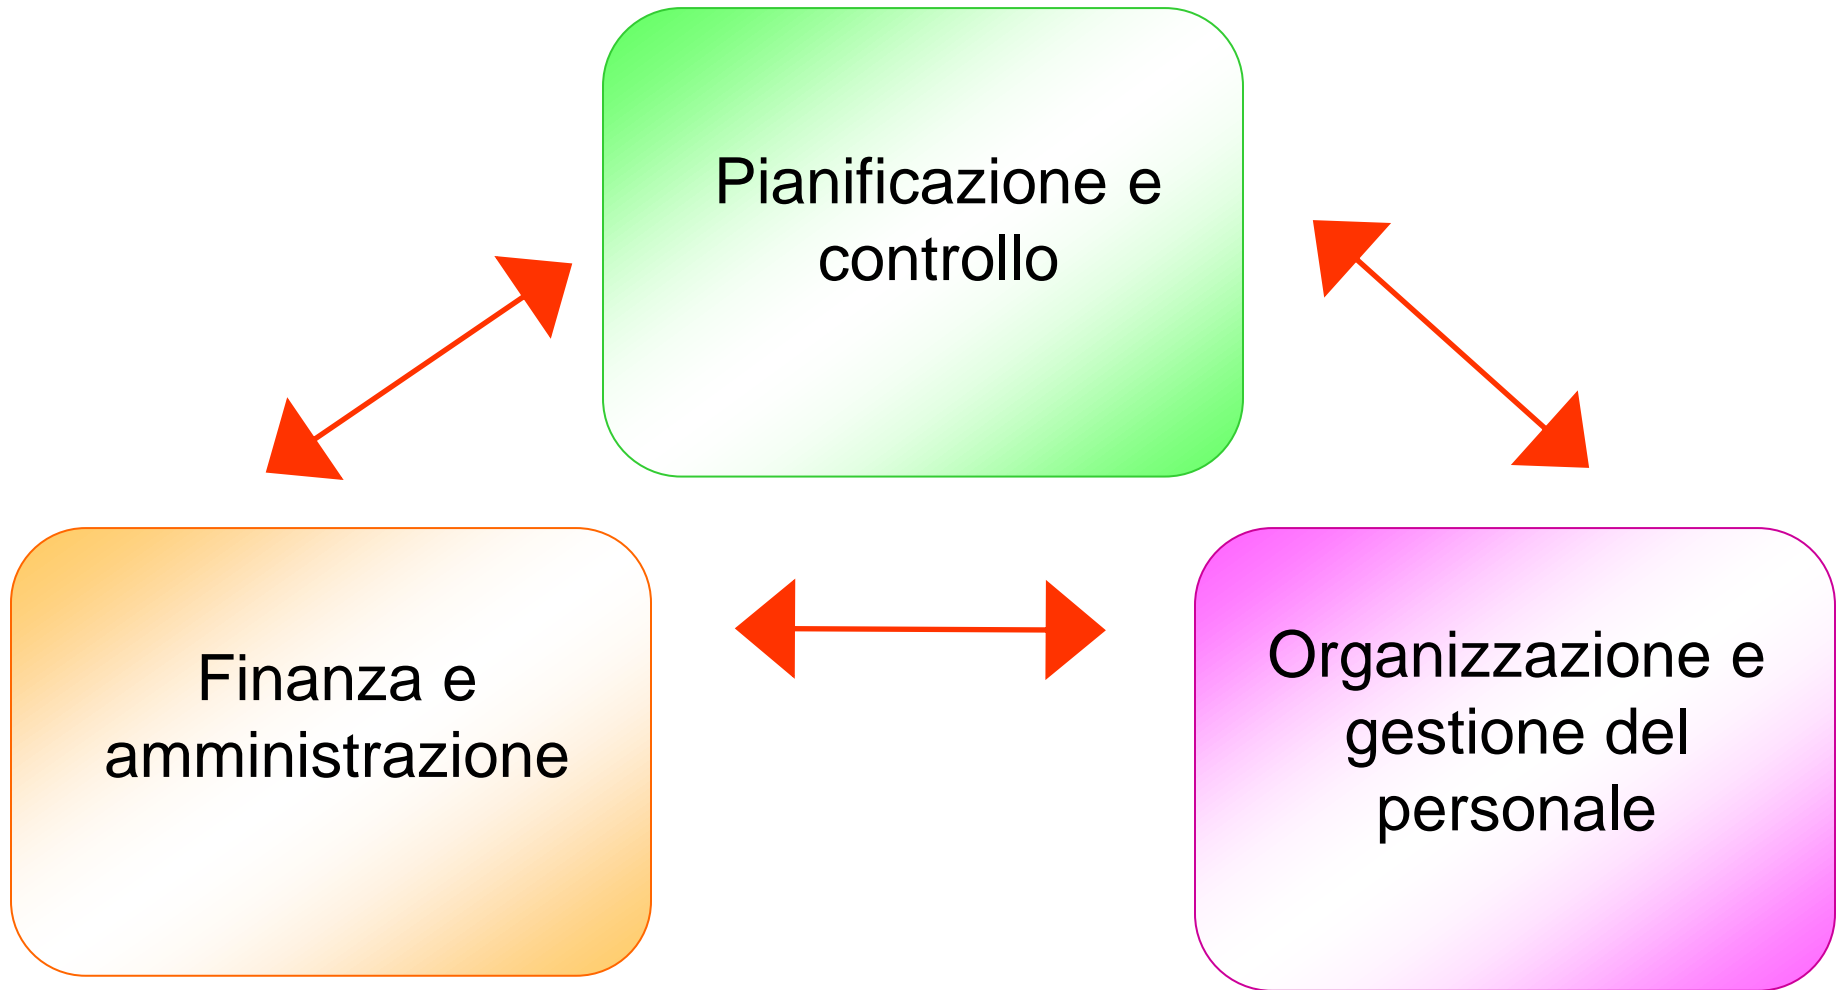 Pianificazione e
controllo
Finanza e
amministrazione
Organizzazione e
gestione del
personale